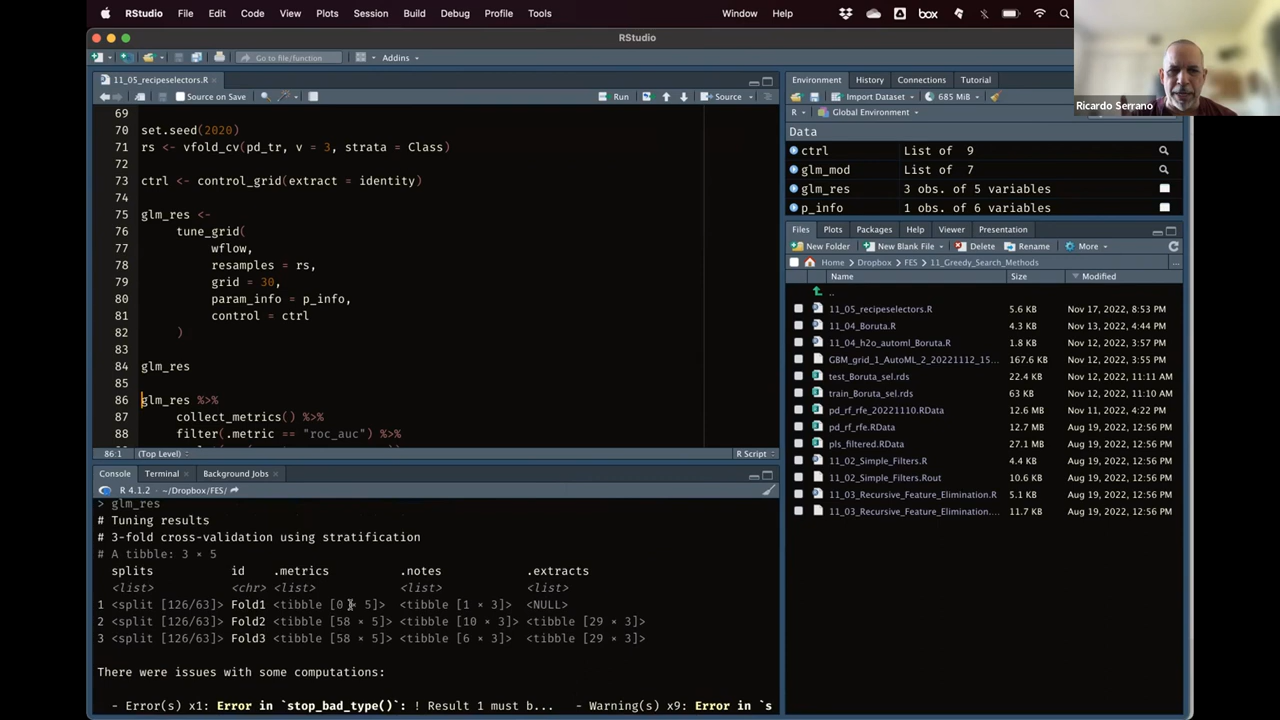 RStudio File Edit Code View Plots Session Build Debug Profile Tools Window Help box
RStudio
Go to file/function Addins
11_05_recipeselectors.R
Source on Save Run Source
69
70 set.seed(2020)
71 rs <- vfold_cv(pd_tr, v = 3, strata = Class)
72
73 ctrl <- control_grid(extract = identity)
74
75 glm_res <-
76 tune_grid(
77 wflow,
78 resamples = rs,
79 grid = 30,
80 param_info = p_info,
81 control = ctrl
82 )
83
84 glm_res
85
86 glm_res %>%
87 collect_metrics() %>%
88 filter(.metric == "roc_auc") %>%
86:1 (Top Level) R Script
Console Terminal Background Jobs
R 4.1.2 · ~/Dropbox/FES/
> glm_res
# Tuning results
# 3-fold cross-validation using stratification
# A tibble: 3 × 5
splits id .metrics .notes .extracts
<list> <chr> <list> <list> <list>
1 <split [126/63]> Fold1 <tibble [0 × 5]> <tibble [1 × 3]> <NULL>
2 <split [126/63]> Fold2 <tibble [58 × 5]> <tibble [10 × 3]> <tibble [29 × 3]>
3 <split [126/63]> Fold3 <tibble [58 × 5]> <tibble [6 × 3]> <tibble [29 × 3]>
There were issues with some computations:
- Error(s) x1: Error in `stop_bad_type()`: ! Result 1 must b... - Warning(s) x9: Error in `s
Environment History Connections Tutorial
Import Dataset 685 MiB
R Global Environment
Data
ctrl List of 9
glm_mod List of 7
glm_res 3 obs. of 5 variables
p_info 1 obs. of 6 variables
Files Plots Packages Help Viewer Presentation
New Folder New Blank File Delete Rename More
Home Dropbox FES 11_Greedy_Search_Methods ...
Name Size Modified
..
11_05_recipeselectors.R 5.6 KB Nov 17, 2022, 8:53 PM
11_04_Boruta.R 4.3 KB Nov 13, 2022, 4:44 PM
11_04_h2o_automl_Boruta.R 1.8 KB Nov 12, 2022, 3:57 PM
GBM_grid_1_AutoML_2_20221112_15... 167.6 KB Nov 12, 2022, 3:55 PM
test_Boruta_sel.rds 22.4 KB Nov 12, 2022, 11:11 AM
train_Boruta_sel.rds 63 KB Nov 12, 2022, 11:10 AM
pd_rf_rfe_20221110.RData 12.6 MB Nov 11, 2022, 4:22 PM
pd_rf_rfe.RData 12.7 MB Aug 19, 2022, 12:56 PM
pls_filtered.RData 27.1 MB Aug 19, 2022, 12:56 PM
11_02_Simple_Filters.R 4.4 KB Aug 19, 2022, 12:56 PM
11_02_Simple_Filters.Rout 10.6 KB Aug 19, 2022, 12:56 PM
11_03_Recursive_Feature_Elimination.R 5.1 KB Aug 19, 2022, 12:56 PM
11_03_Recursive_Feature_Elimination.... 11.7 KB Aug 19, 2022, 12:56 PM
Ricardo Serrano